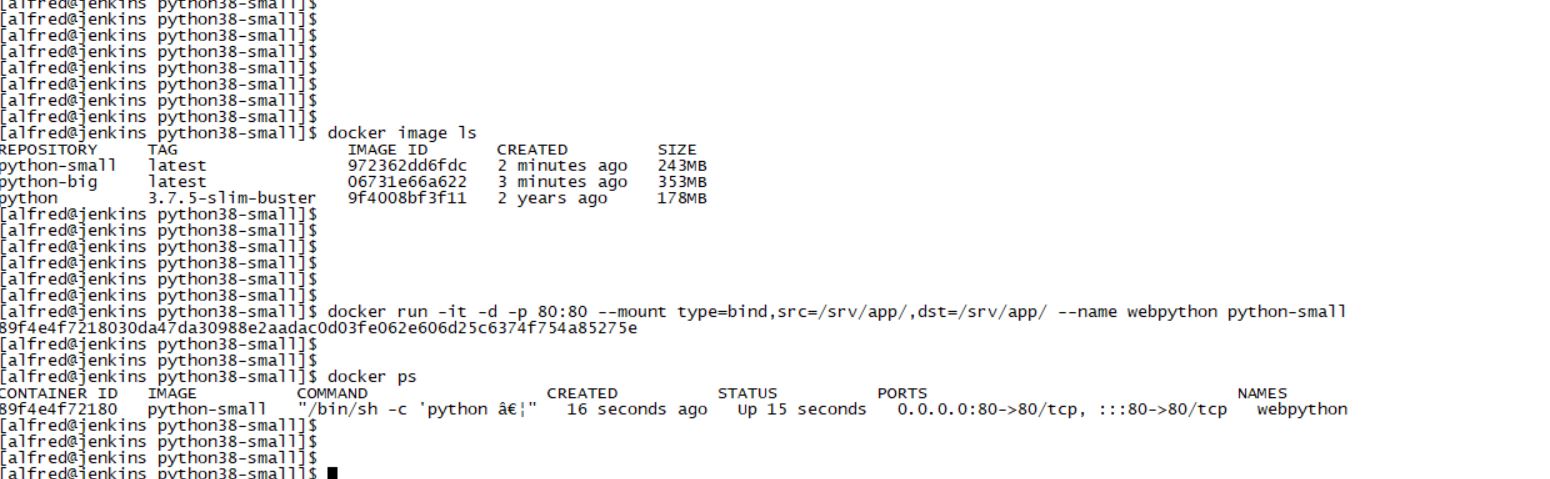 [alfred@jenkins python38-small]$
[alfred@jenkins python38-small]$
[alfred@jenkins python38-small]$
[alfred@jenkins python38-small]$
[alfred@jenkins python38-small]$
[alfred@jenkins python38-small]$
[alfred@jenkins python38-small]$
[alfred@jenkins python38-small]$
[alfred@jenkins python38-small]$ docker image ls
REPOSITORY TAG IMAGE ID CREATED SIZE
python-small latest 972362dd6fdc 2 minutes ago 243MB
python-big latest 06731e66a622 3 minutes ago 353MB
python 3.7.5-slim-buster 9f4008bf3f11 2 years ago 178MB
[alfred@jenkins python38-small]$
[alfred@jenkins python38-small]$
[alfred@jenkins python38-small]$
[alfred@jenkins python38-small]$
[alfred@jenkins python38-small]$
[alfred@jenkins python38-small]$
[alfred@jenkins python38-small]$ docker run -it -d -p 80:80 --mount type=bind,src=/srv/app/,dst=/srv/app/ --name webpython python-small
89f4e4f7218030da47da30988e2aadac0d03fe062e606d25c6374f754a85275e
[alfred@jenkins python38-small]$
[alfred@jenkins python38-small]$
[alfred@jenkins python38-small]$ docker ps
CONTAINER ID IMAGE COMMAND CREATED STATUS PORTS NAMES
89f4e4f72180 python-small "/bin/sh -c 'python â€¦" 16 seconds ago Up 15 seconds 0.0.0.0:80->80/tcp, :::80->80/tcp webpython
[alfred@jenkins python38-small]$
[alfred@jenkins python38-small]$
[alfred@jenkins python38-small]$
[alfred@jenkins python38-small]$